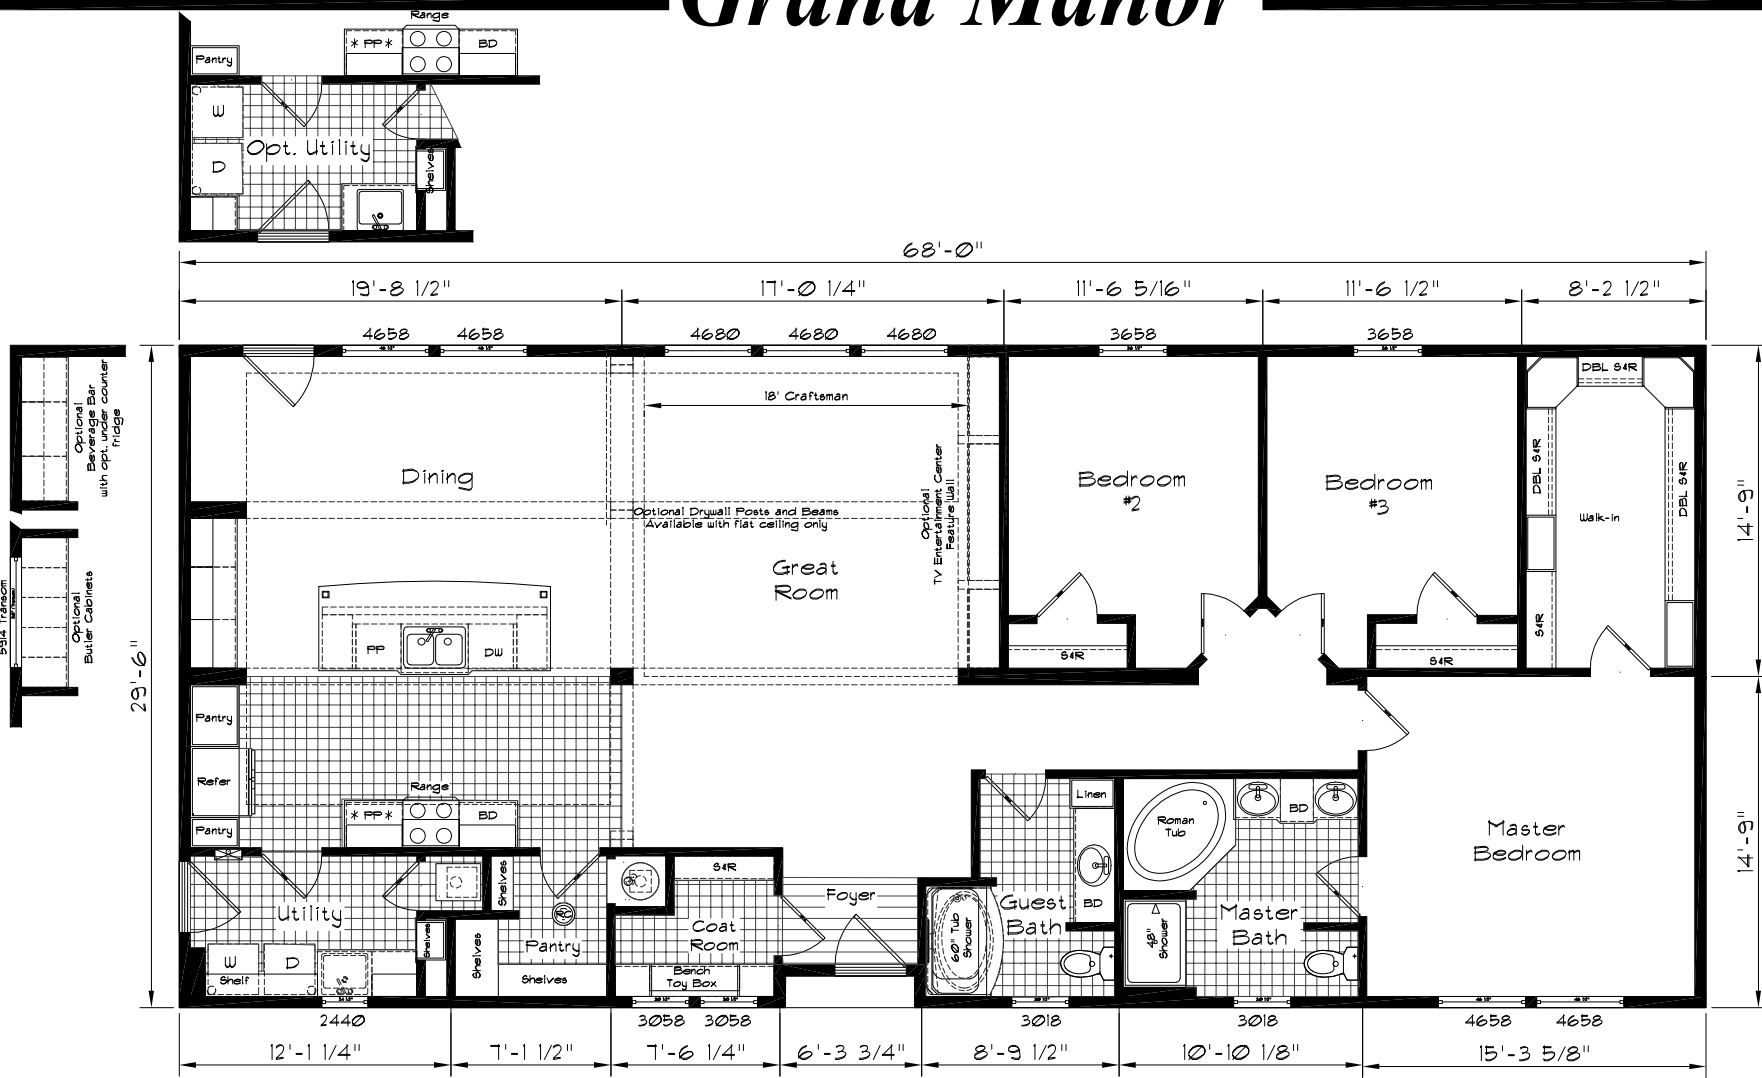 Grand Manor
Range
* PP *
BD
Pantry
W
Opt. Utility
D
Shelves
68'-0"
19'-8 1/2"
17'-0 1/4"
11'-6 5/16"
11'-6 1/2"
8'-2 1/2"
4658
4658
4680
4680
4680
3658
3658
Optional
Beverage Bar
with opt. under counter
fridge
5914 Transom
Optional
Butler Cabinets
29'-6"
18' Craftsman
Dining
Optional Drywall Posts and Beams
Available with flat ceiling only
Great
Room
Optional
TV Entertainment Center
Feature Wall
Bedroom
#2
Bedroom
#3
DBL S&R
DBL S&R
DBL S&R
Walk-in
S&R
S&R
S&R
14'-9"
PP
DW
Pantry
Refer
Pantry
Range
* PP *
BD
Utility
W
D
Shelf
Shelves
Shelves
Shelves
RC
Pantry
Shelves
S&R
Coat
Room
Bench
Toy Box
Foyer
Linen
Guest
Bath
BD
60" Tub
Shower
Roman
Tub
BD
Master
Bath
48"
Shower
Master
Bedroom
14'-9"
2440
3058
3058
3018
3018
4658
4658
12'-1 1/4"
7'-1 1/2"
7'-6 1/4"
6'-3 3/4"
8'-9 1/2"
10'-10 1/8"
15'-3 5/8"